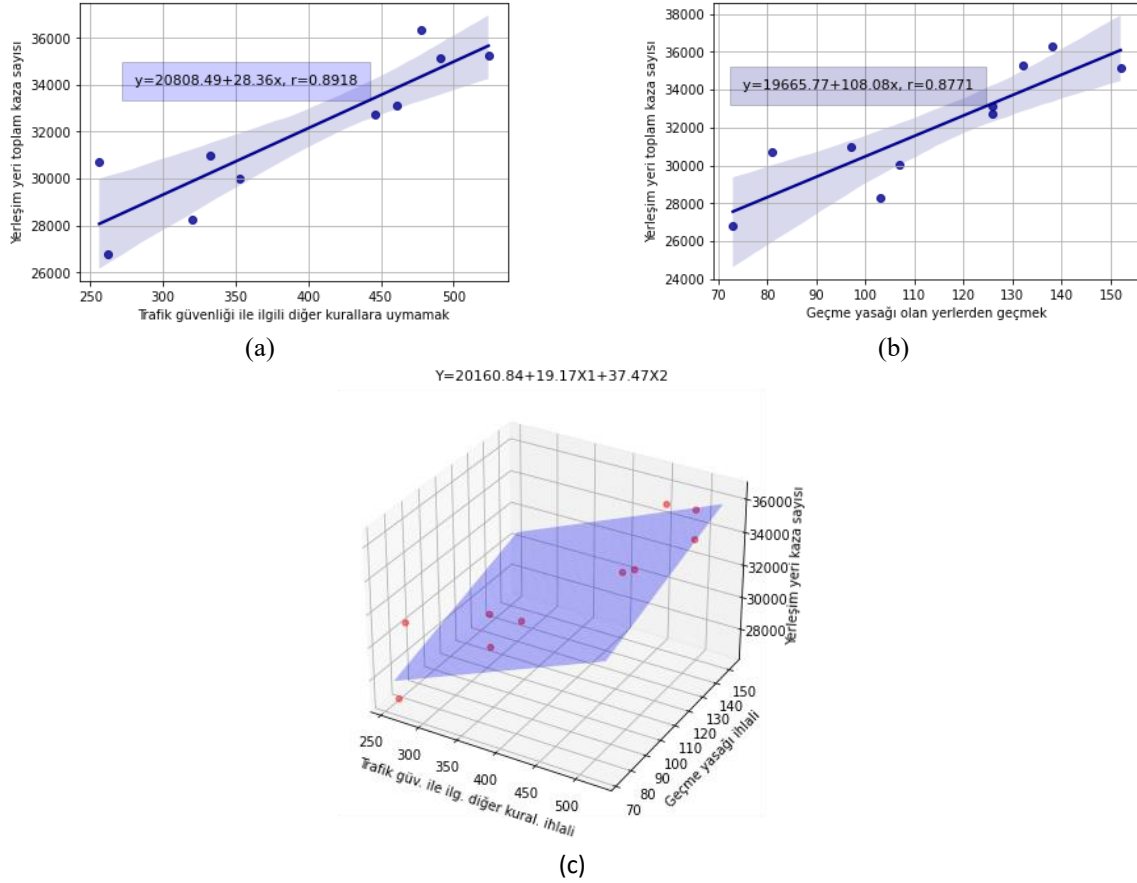 36000
34000
32000
30000
28000
26000
Yerleşim yeri toplam kaza sayısı
y=20808.49+28.36x, r=0.8918
250 300 350 400 450 500
Trafik güvenliği ile ilgili diğer kurallara uymamak
(a)
38000
36000
34000
32000
30000
28000
26000
24000
Yerleşim yeri toplam kaza sayısı
y=19665.77+108.08x, r=0.8771
70 80 90 100 110 120 130 140 150
Geçme yasağı olan yerlerden geçmek
(b)
Y=20160.84+19.17X1+37.47X2
36000
34000
32000
30000
28000
Yerleşim yeri kaza sayısı
150
140
130
120
110
100
90
80
70
Geçme yasağı ihlali
250 300 350 400 450 500
Trafik güv. ile ilg. diğer kural. ihlali
(c)